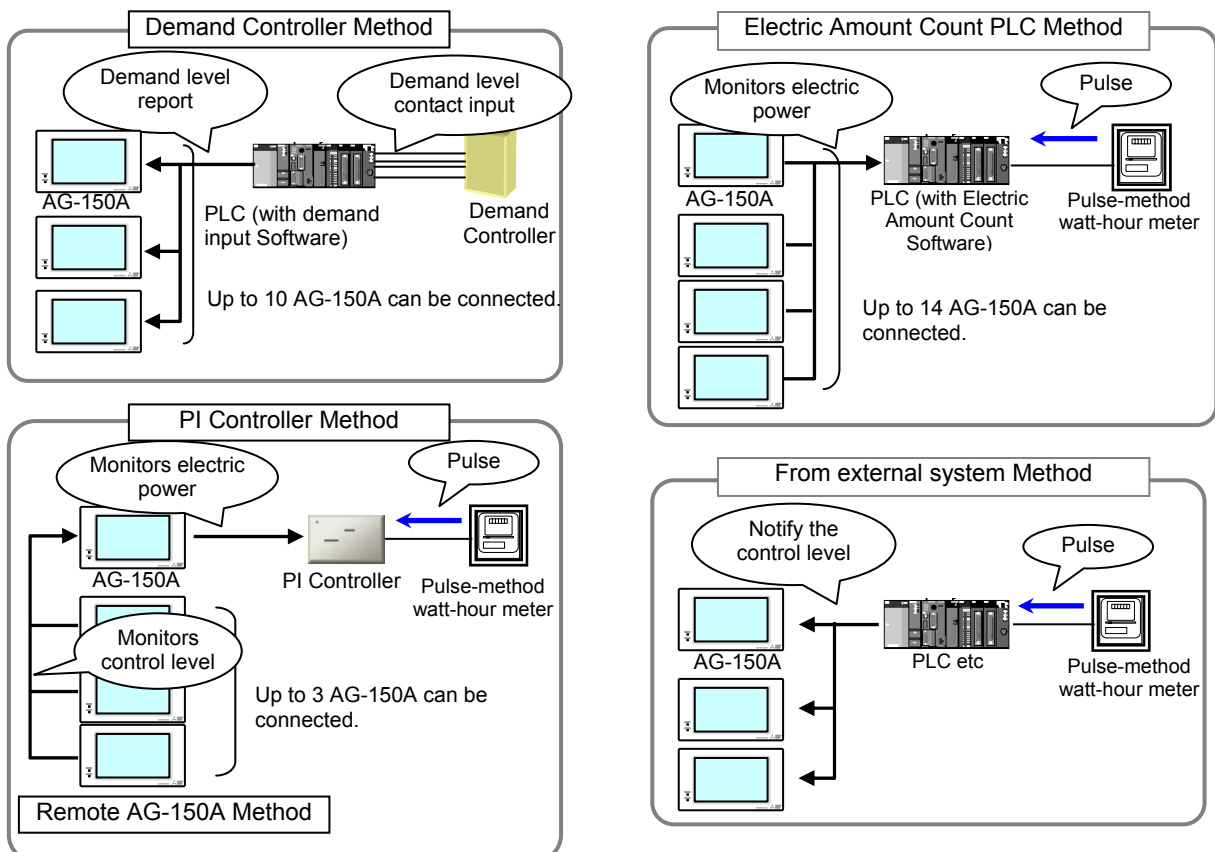 Demand Controller Method
Demand level
report
Demand level
contact input
AG-150A
PLC (with demand
input Software)
Demand
Controller
Up to 10 AG-150A can be connected.
Electric Amount Count PLC Method
Monitors electric
power
Pulse
AG-150A
PLC (with Electric
Amount Count
Software)
Pulse-method
watt-hour meter
Up to 14 AG-150A can be
connected.
PI Controller Method
Monitors electric
power
Pulse
AG-150A
PI Controller
Pulse-method
watt-hour meter
Monitors
control level
Up to 3 AG-150A can be
connected.
Remote AG-150A Method
From external system Method
Notify the
control level
Pulse
AG-150A
PLC etc
Pulse-method
watt-hour meter